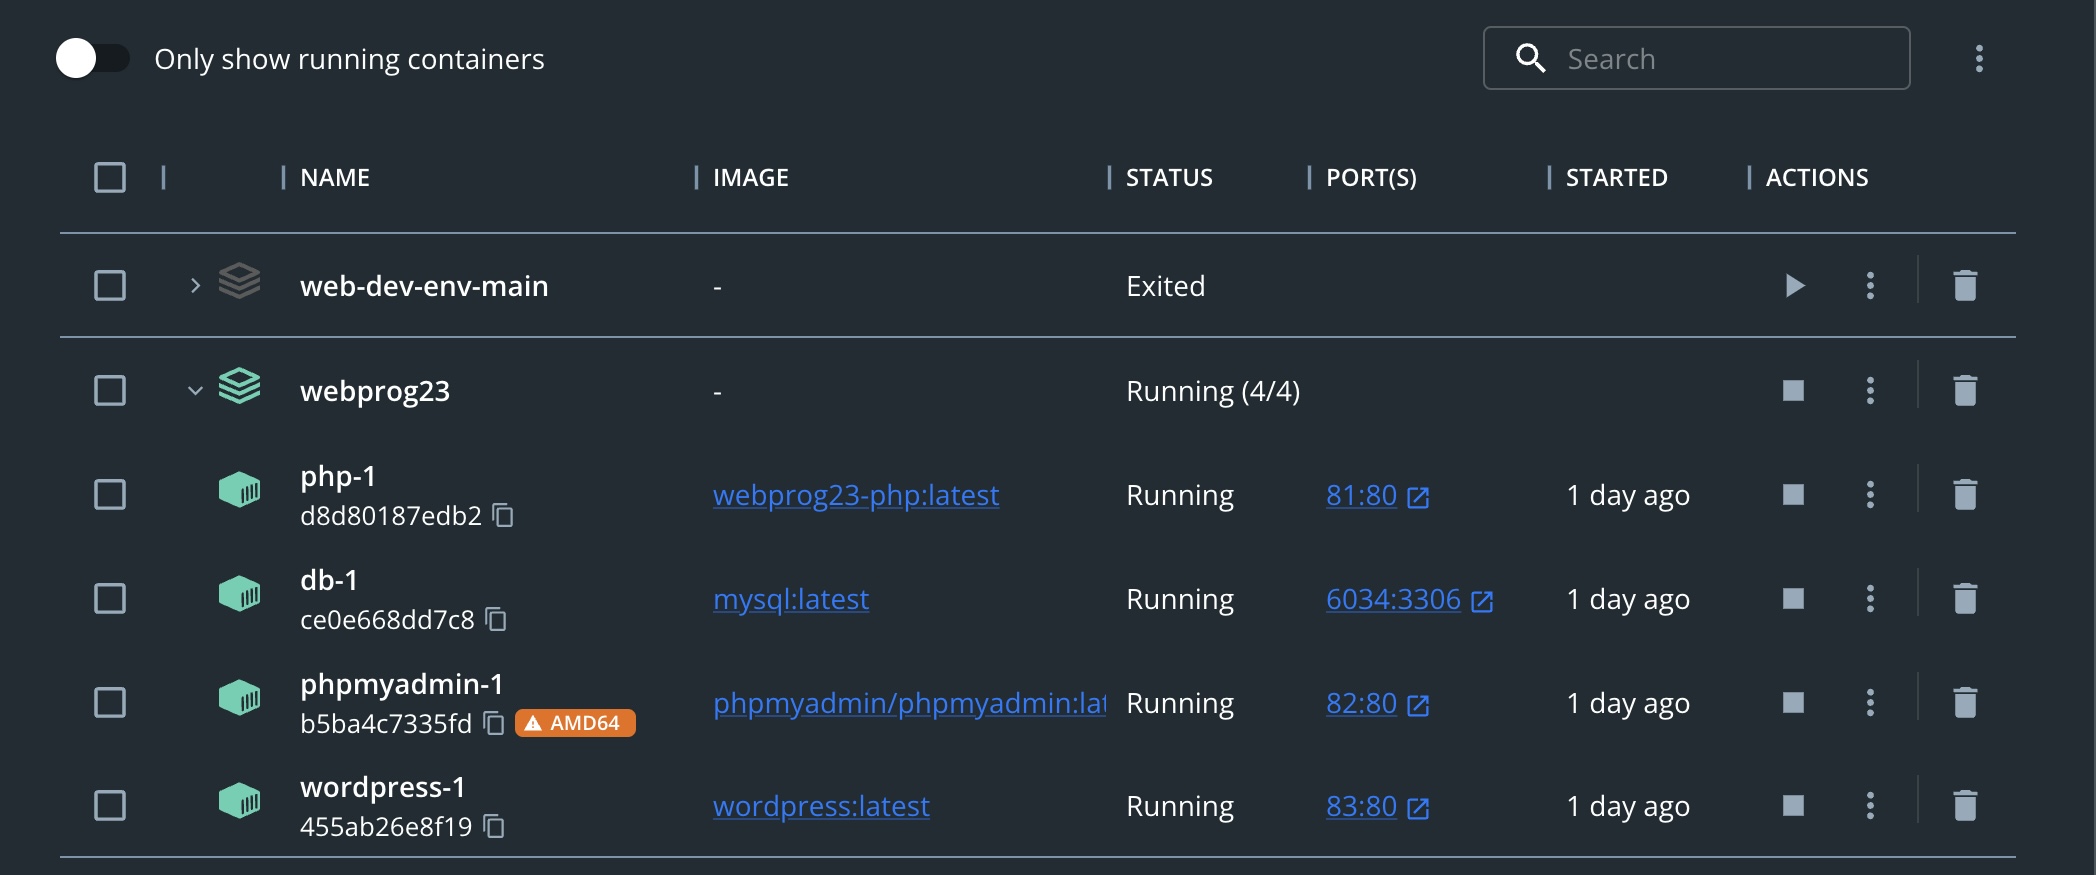 Only show running containers
Search
NAME IMAGE STATUS PORT(S) STARTED ACTIONS
web-dev-env-main - Exited
webprog23 - Running (4/4)
php-1
d8d80187edb2 webprog23-php:latest Running 81:80 1 day ago
db-1
ce0e668dd7c8 mysql:latest Running 6034:3306 1 day ago
phpmyadmin-1
b5ba4c7335fd AMD64 phpmyadmin/phpmyadmin:lat Running 82:80 1 day ago
wordpress-1
455ab26e8f19 wordpress:latest Running 83:80 1 day ago